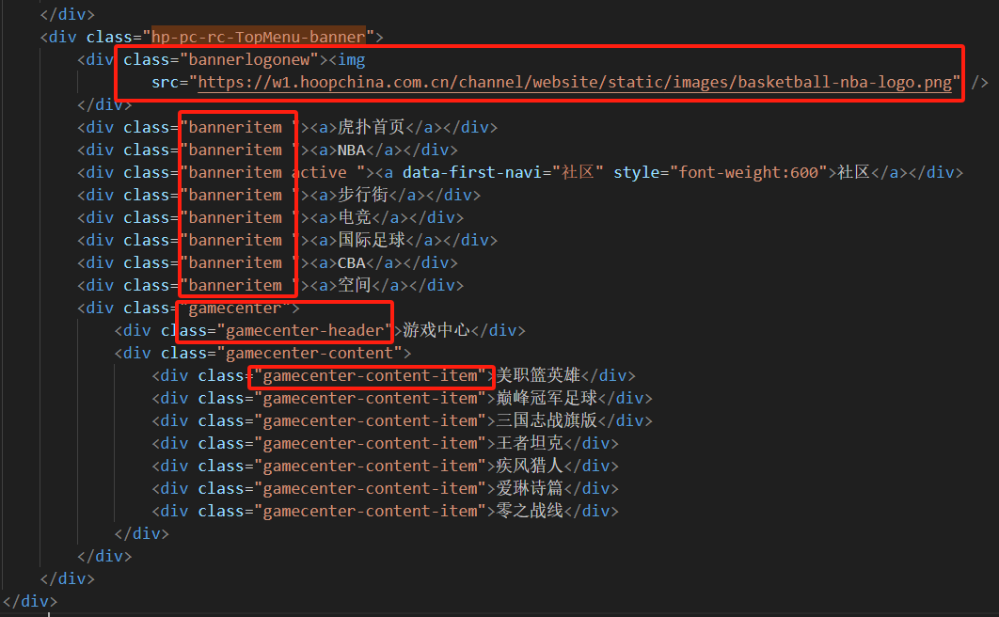 </div>
<div class="hp-pc-rc-TopMenu-banner">
<div class="bannerlogonew"><img
src="https://w1.hoopchina.com.cn/channel/website/static/images/basketball-nba-logo.png" />
</div>
<div class="banneritem "><a>虎扑首页</a></div>
<div class="banneritem "><a>NBA</a></div>
<div class="banneritem active "><a data-first-navi="社区" style="font-weight:600">社区</a></div>
<div class="banneritem "><a>步行街</a></div>
<div class="banneritem "><a>电竞</a></div>
<div class="banneritem "><a>国际足球</a></div>
<div class="banneritem "><a>CBA</a></div>
<div class="banneritem "><a>空间</a></div>
<div class="gamecenter">
<div class="gamecenter-header">游戏中心</div>
<div class="gamecenter-content">
<div class="gamecenter-content-item">美职篮英雄</div>
<div class="gamecenter-content-item">巅峰冠军足球</div>
<div class="gamecenter-content-item">三国志战旗版</div>
<div class="gamecenter-content-item">王者坦克</div>
<div class="gamecenter-content-item">疾风猎人</div>
<div class="gamecenter-content-item">爱琳诗篇</div>
<div class="gamecenter-content-item">零之战线</div>
</div>
</div>
</div>
</div>